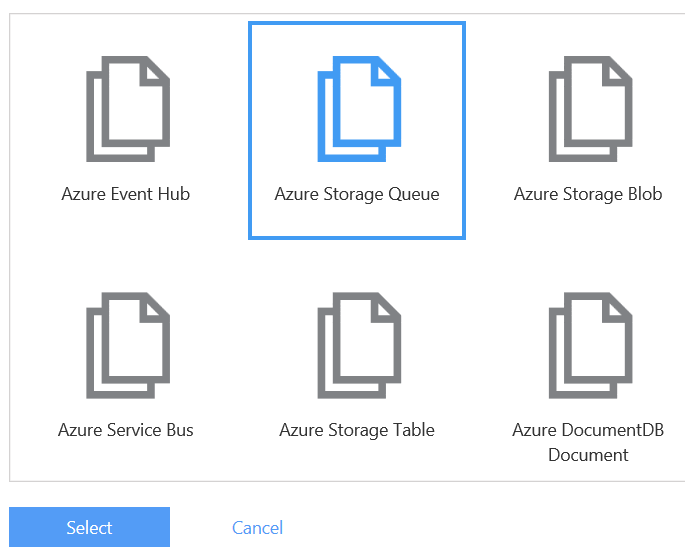 Azure Event Hub
Azure Storage Queue
Azure Storage Blob
Azure Service Bus
Azure Storage Table
Azure DocumentDB
Document
Select
Cancel